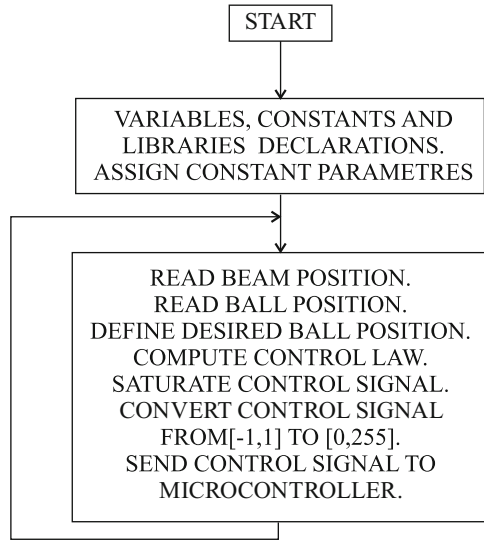 START
VARIABLES, CONSTANTS AND
LIBRARIES DECLARATIONS.
ASSIGN CONSTANT PARAMETRES
READ BEAM POSITION.
READ BALL POSITION.
DEFINE DESIRED BALL POSITION.
COMPUTE CONTROL LAW.
SATURATE CONTROL SIGNAL.
CONVERT CONTROL SIGNAL
FROM[-1,1] TO [0,255].
SEND CONTROL SIGNAL TO
MICROCONTROLLER.